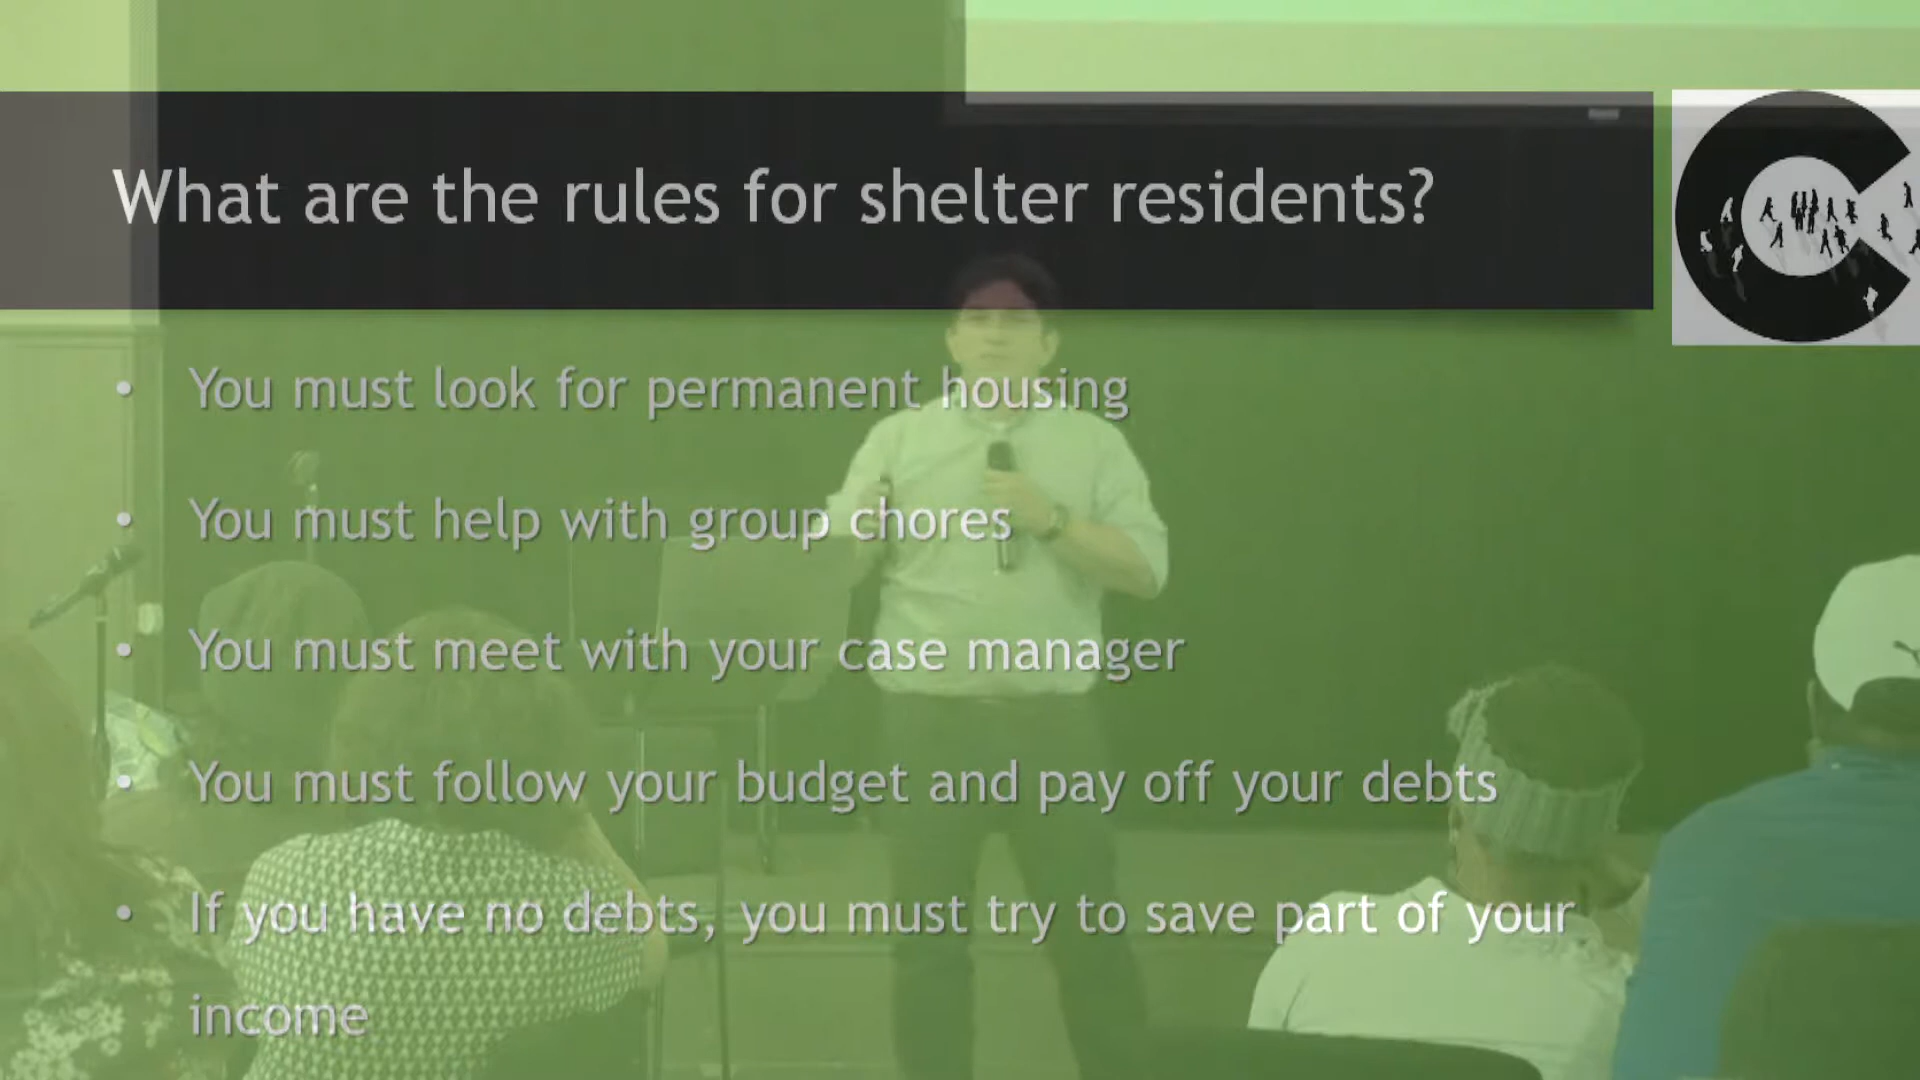 What are the rules for shelter residents?
• You must look for permanent housing
• You must help with group chores
• You must meet with your case manager
• You must follow your budget and pay off your debts
• If you have no debts, you must try to save part of your
income